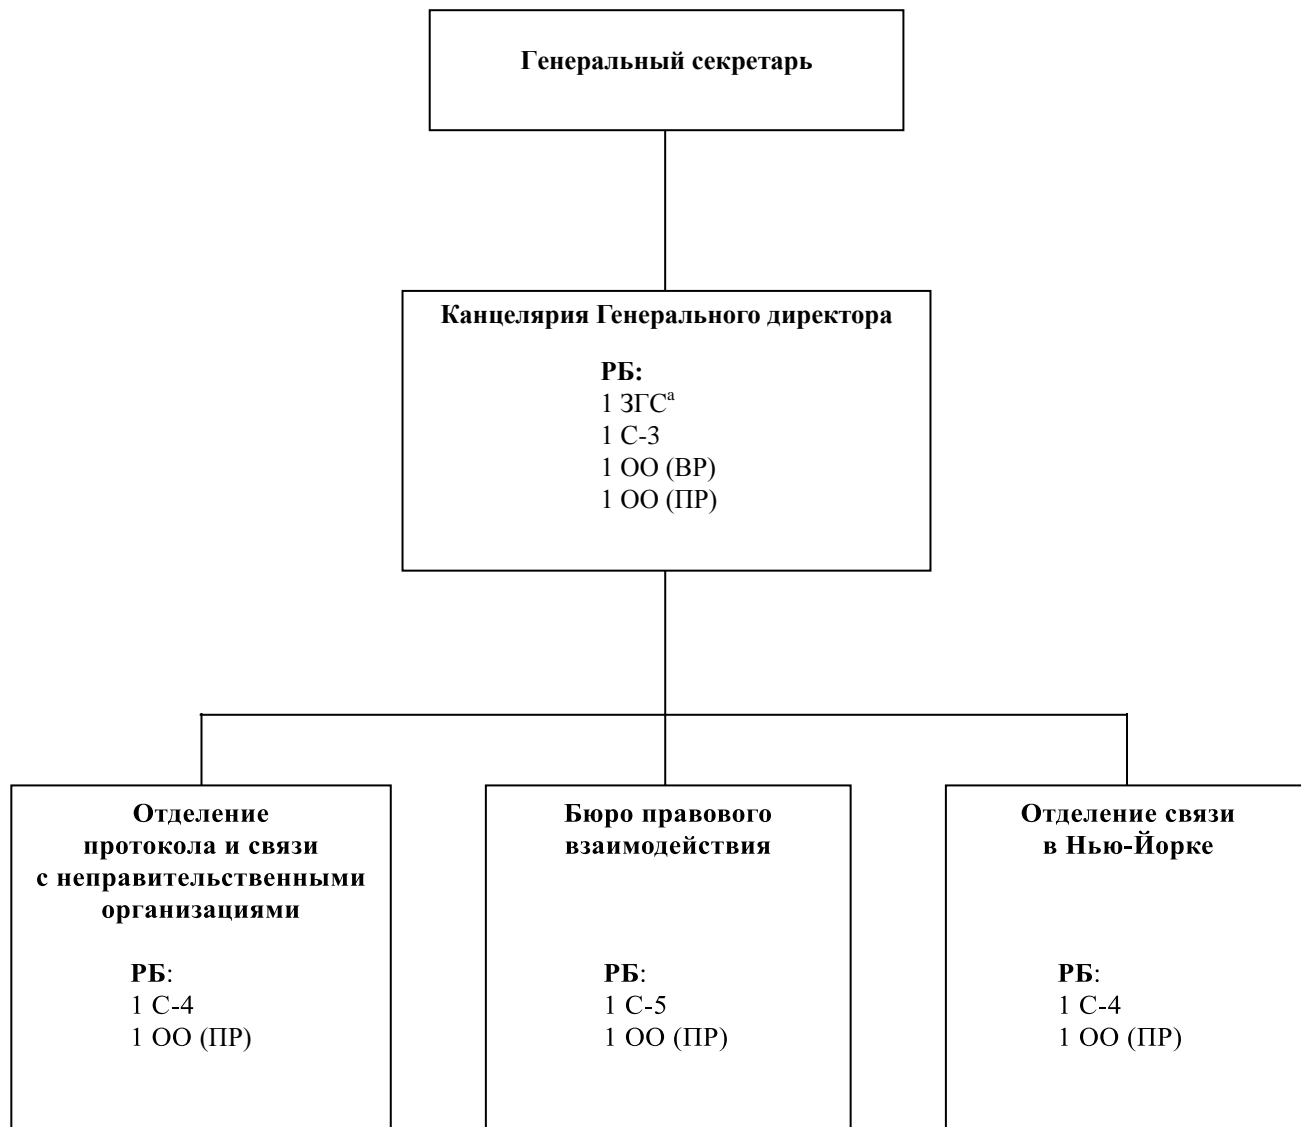 Генеральный секретарь
Канцелярия Генерального директора
РБ:
1 ЗГСᵃ
1 С-3
1 ОО (ВР)
1 ОО (ПР)
Отделение
протокола и связи
с неправительственными
организациями
РБ:
1 С-4
1 ОО (ПР)
Бюро правового
взаимодействия
РБ:
1 С-5
1 ОО (ПР)
Отделение связи
в Нью-Йорке
РБ:
1 С-4
1 ОО (ПР)